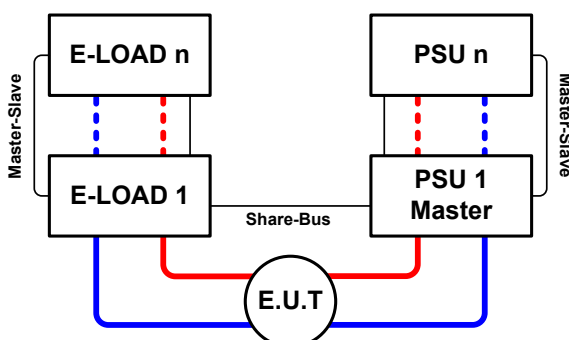 E-LOAD n
PSU n
Master-Slave
Master-Slave
E-LOAD 1
PSU 1
Master
Share-Bus
E.U.T